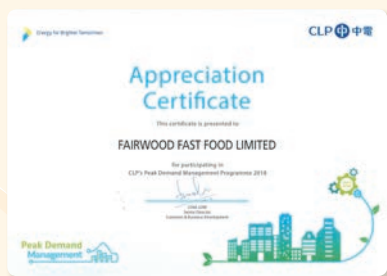 Energy for Brighter Tomorrows
CLP 中電
Appreciation
Certificate
This certificate is presented to
FAIRWOOD FAST FOOD LIMITED
for participating in
CLP's Peak Demand Management Programme 2018
Peak Demand
Management